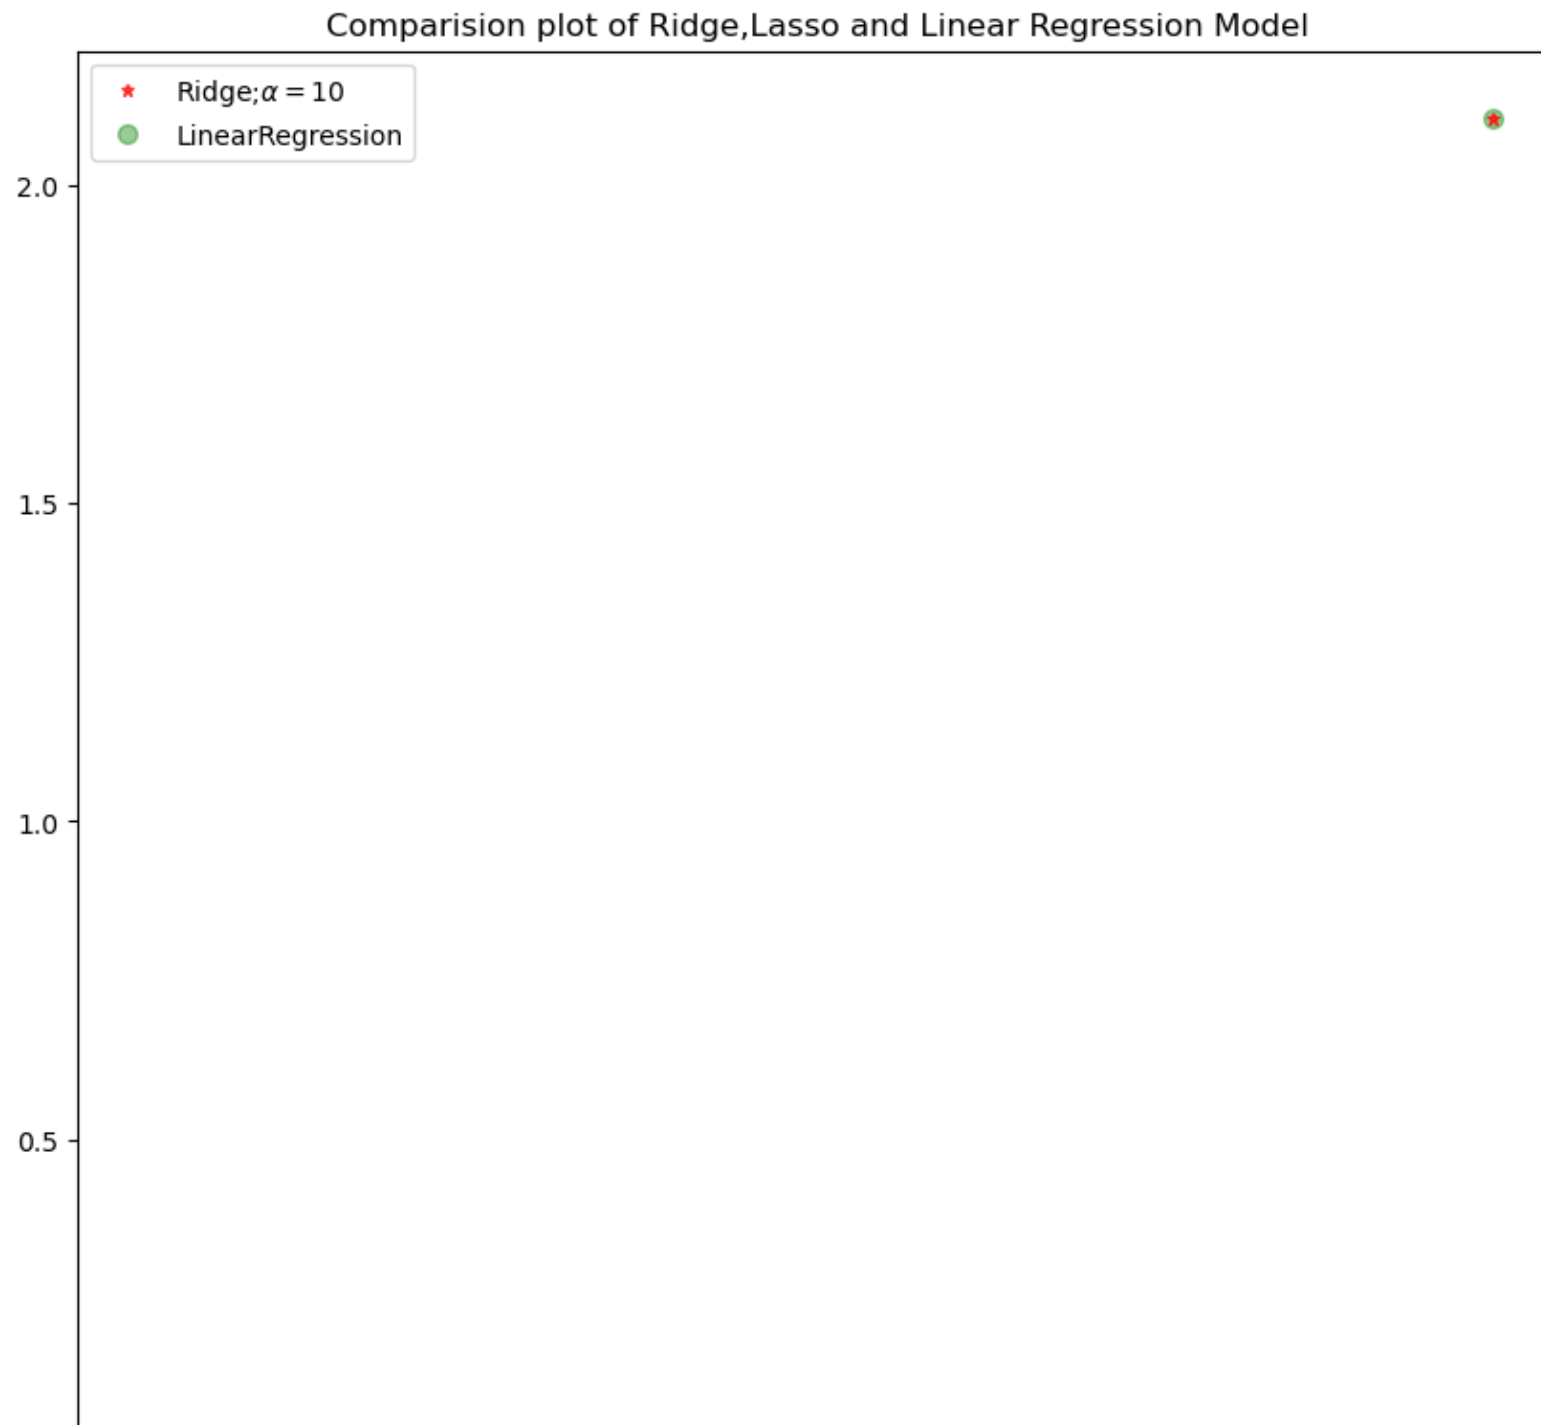 Comparision plot of Ridge,Lasso and Linear Regression Model
Ridge;α = 10
LinearRegression
2.0
1.5
1.0
0.5